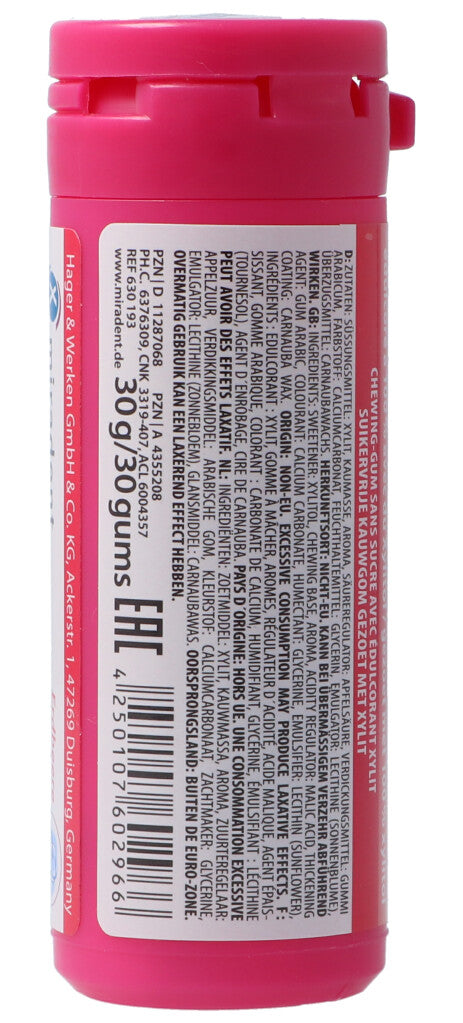 CHEWING-GUM SANS SUCRE AVEC ÉDULCORANT XYLIT
SUIKERVRIJE KAUWGOM GEZOET MET XYLIT
D: ZUTATEN: SÜSSUNGSMITTEL: XYLIT, KAUMASSE, AROMA, SÄUREREGULATOR: ÄPFELSÄURE, VERDICKUNGSMITTEL: GUMMI
ARABICUM, FARBSTOFF: CALCIUMCARBONAT, FEUCHTHALTEMITTEL: GLYCERIN, EMULGATOR: LECITHINE (SONNENBLUME),
ÜBERZUGSMITTEL: CARNAUBAWACHS. HERKUNFTSORT: NICHT-EU. KANN BEI ÜBERMÄSSIGEM VERZEHR ABFÜHREND
WIRKEN. GB: INGREDIENTS: SWEETENER: XYLITOL, CHEWING BASE, AROMA, ACIDITY REGULATOR: MALIC ACID, THICKENING
AGENT: GUM ARABIC, COLOURANT: CALCIUM CARBONATE, HUMECTANT: GLYCERINE, EMULSIFIER: LECITHIN (SUNFLOWER),
COATING: CARNAUBA WAX. ORIGIN: NON-EU. EXCESSIVE CONSUMPTION MAY PRODUCE LAXATIVE EFFECTS. F:
INGRÉDIENTS : ÉDULCORANT : XYLIT, GOMME À MÂCHER, ARÔMES, RÉGULATEUR D'ACIDITÉ, ACIDE MALIQUE, AGENT ÉPAIS-
SISSANT : GOMME ARABIQUE, COLORANT : CARBONATE DE CALCIUM, HUMIDIFIANT, GLYCÉRINE, ÉMULSIFIANT : LÉCITHINE
(TOURNESOL), AGENT D'ENROBAGE, CIRE DE CARNAUBA. PAYS D'ORIGINE: HORS UE. UNE CONSOMMATION EXCESSIVE
PEUT AVOIR DES EFFETS LAXATIF. NL: INGREDIËNTEN: ZOETMIDDEL: XYLIT, KAUWMASSA, AROMA, ZUURTEREGELAAR:
APPELZUUR, VERDIKKINGSMIDDEL: ARABISCHE GOM, KLEURSTOF: CALCIUMCARBONAAT, ZACHTMAKER: GLYCERINE,
EMULGATOR: LECITHINE (ZONNEBLOEM), GLANSMIDDEL: CARNAUBAWAS. OORSPRONGSLAND: BUITEN DE EURO-ZONE.
OVERMATIG GEBRUIK KAN EEN LAXEREND EFFECT HEBBEN.
PZN | D 11287068 PZN | A 4355208
PH.C. 6376309, CNK 3319-407, ACL 6004357
REF 630 193
www.miradent.de 30g/30gums
EAC
4 250107 602966
Hager & Werken GmbH & Co. KG, Ackerstr. 1, 47269 Duisburg, Germany